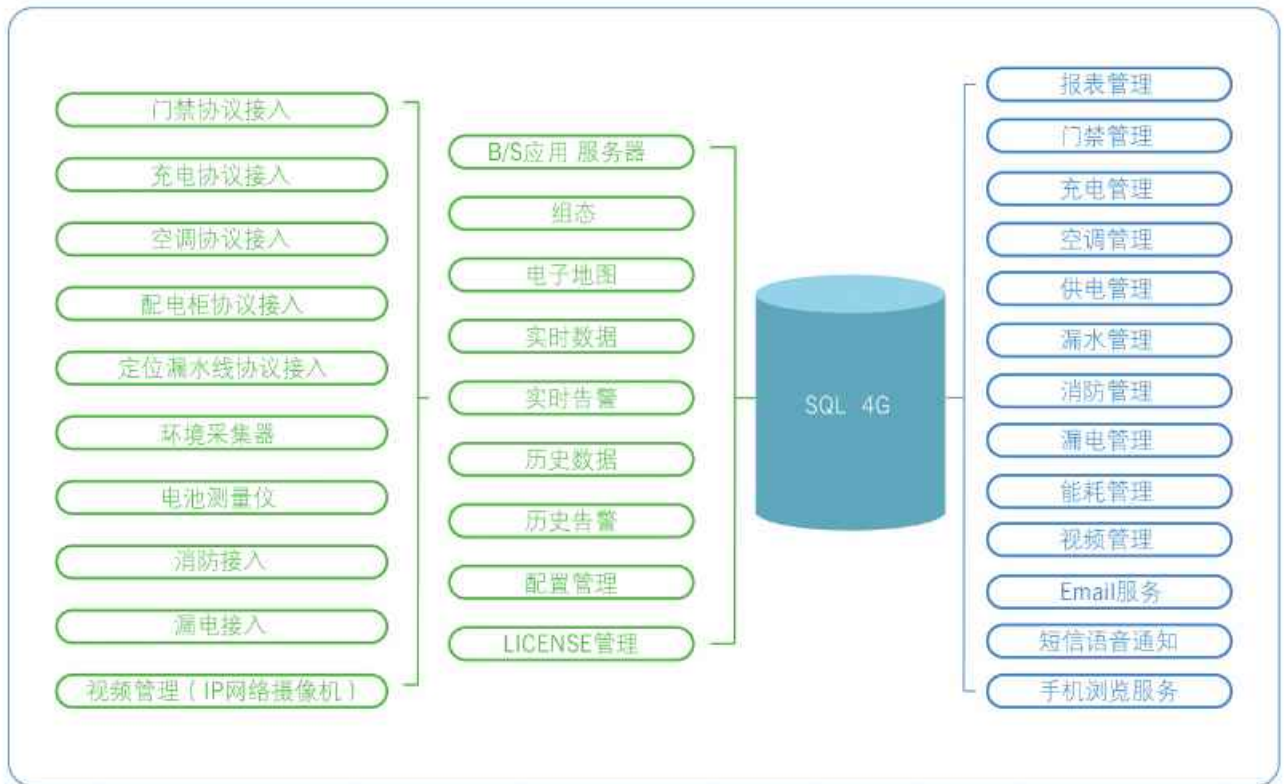 门禁协议接入
充电协议接入
空调协议接入
配电柜协议接入
定位漏水线协议接入
环境采集器
电池测量仪
消防接入
漏电接入
视频管理(IP网络摄像机)
B/S应用 服务器
组态
电子地图
实时数据
实时告警
历史数据
历史告警
配置管理
LICENSE管理
SQL 4G
报表管理
门禁管理
充电管理
空调管理
供电管理
漏水管理
消防管理
漏电管理
能耗管理
视频管理
Email服务
短信语音通知
手机浏览服务